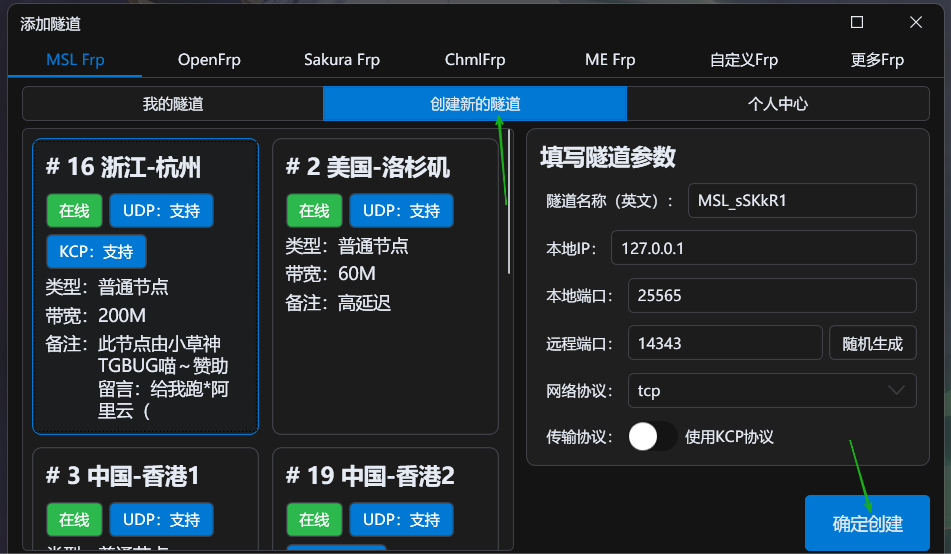 添加隧道
MSL Frp
OpenFrp
Sakura Frp
ChmlFrp
ME Frp
自定义Frp
更多Frp
我的隧道
创建新的隧道
个人中心
# 16 浙江-杭州
在线
UDP：支持
KCP：支持
类型：普通节点
带宽：200M
备注：此节点由小草神
TGBUG喵～赞助
留言：给我跑*阿
里云（
# 2 美国-洛杉矶
在线
UDP：支持
类型：普通节点
带宽：60M
备注：高延迟
# 3 中国-香港1
在线
UDP：支持
类型：普通节点
# 19 中国-香港2
在线
UDP：支持
填写隧道参数
隧道名称（英文）：
MSL_sSKkR1
本地IP：
127.0.0.1
本地端口：
25565
远程端口：
14343
随机生成
网络协议：
tcp
传输协议：
使用KCP协议
确定创建